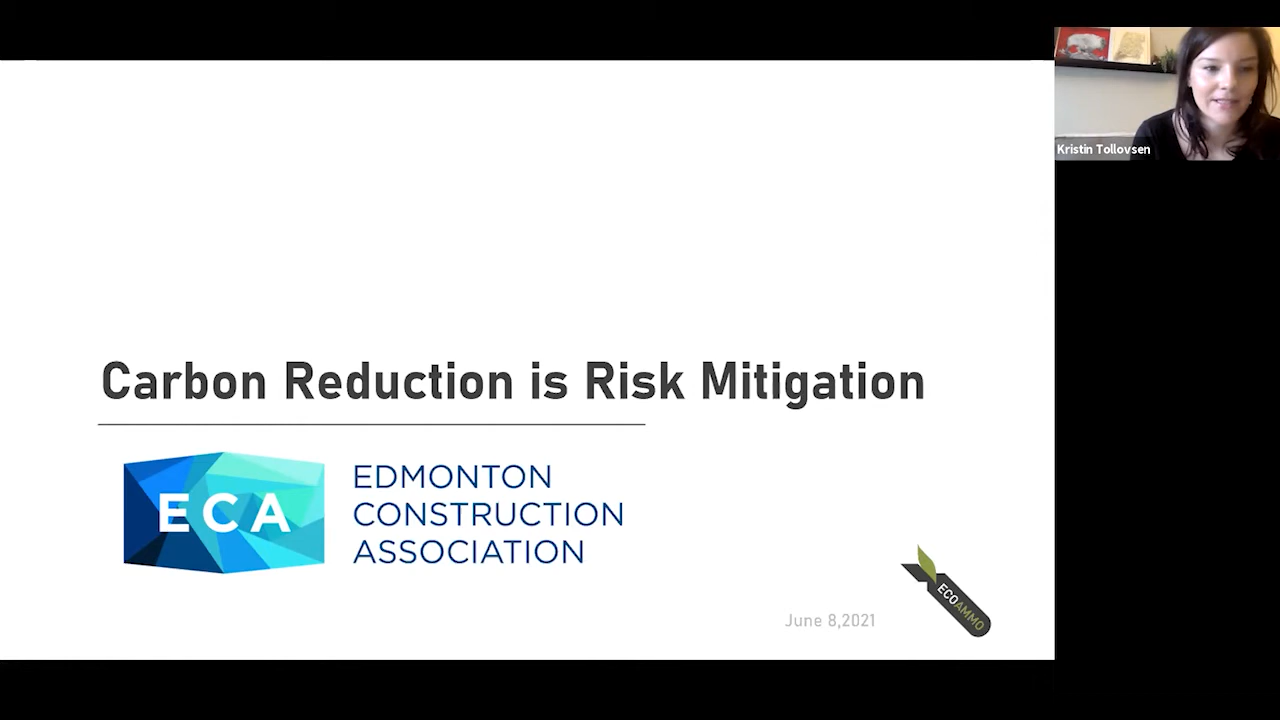 Kristin Tollovsen
Carbon Reduction is Risk Mitigation
ECA
EDMONTON
CONSTRUCTION
ASSOCIATION
June 8,2021
ECOAMMO